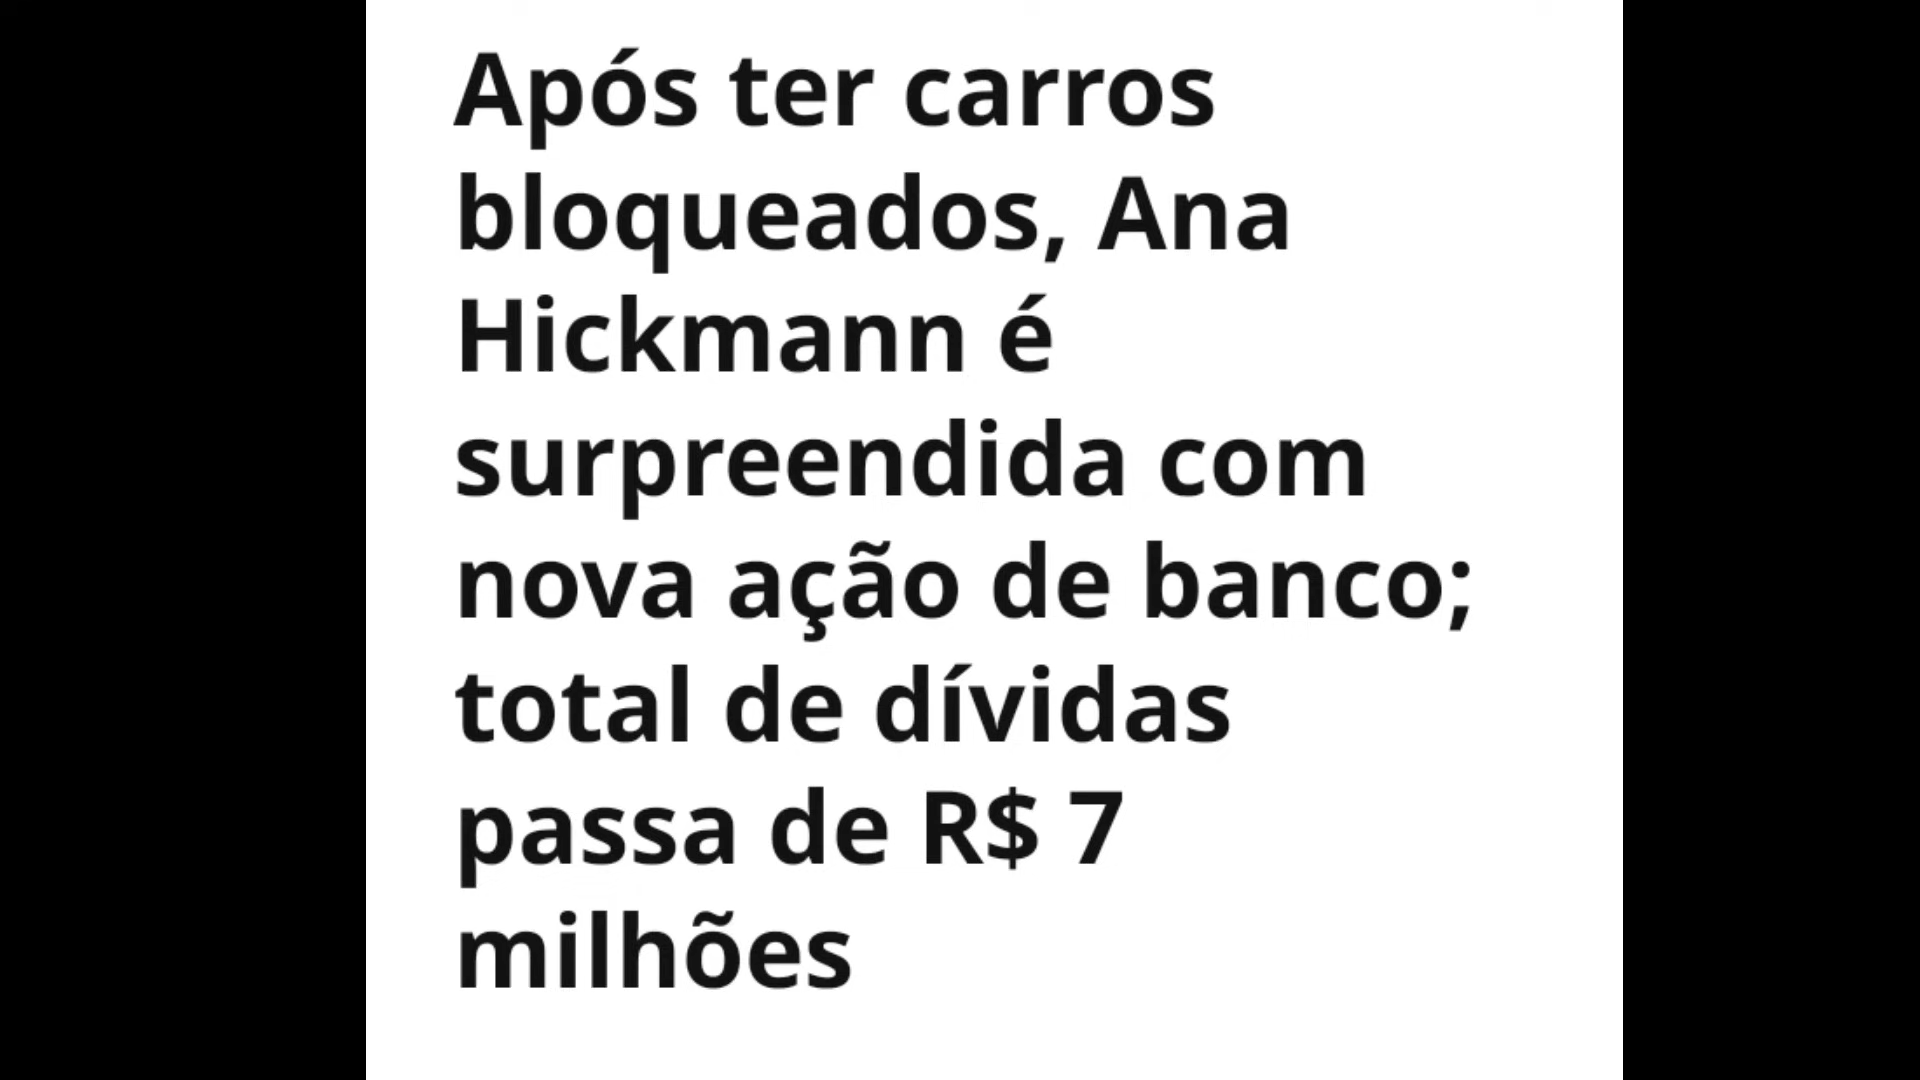 Após ter carros
bloqueados, Ana
Hickmann é
surpreendida com
nova ação de banco;
total de dívidas
passa de R$ 7
milhões